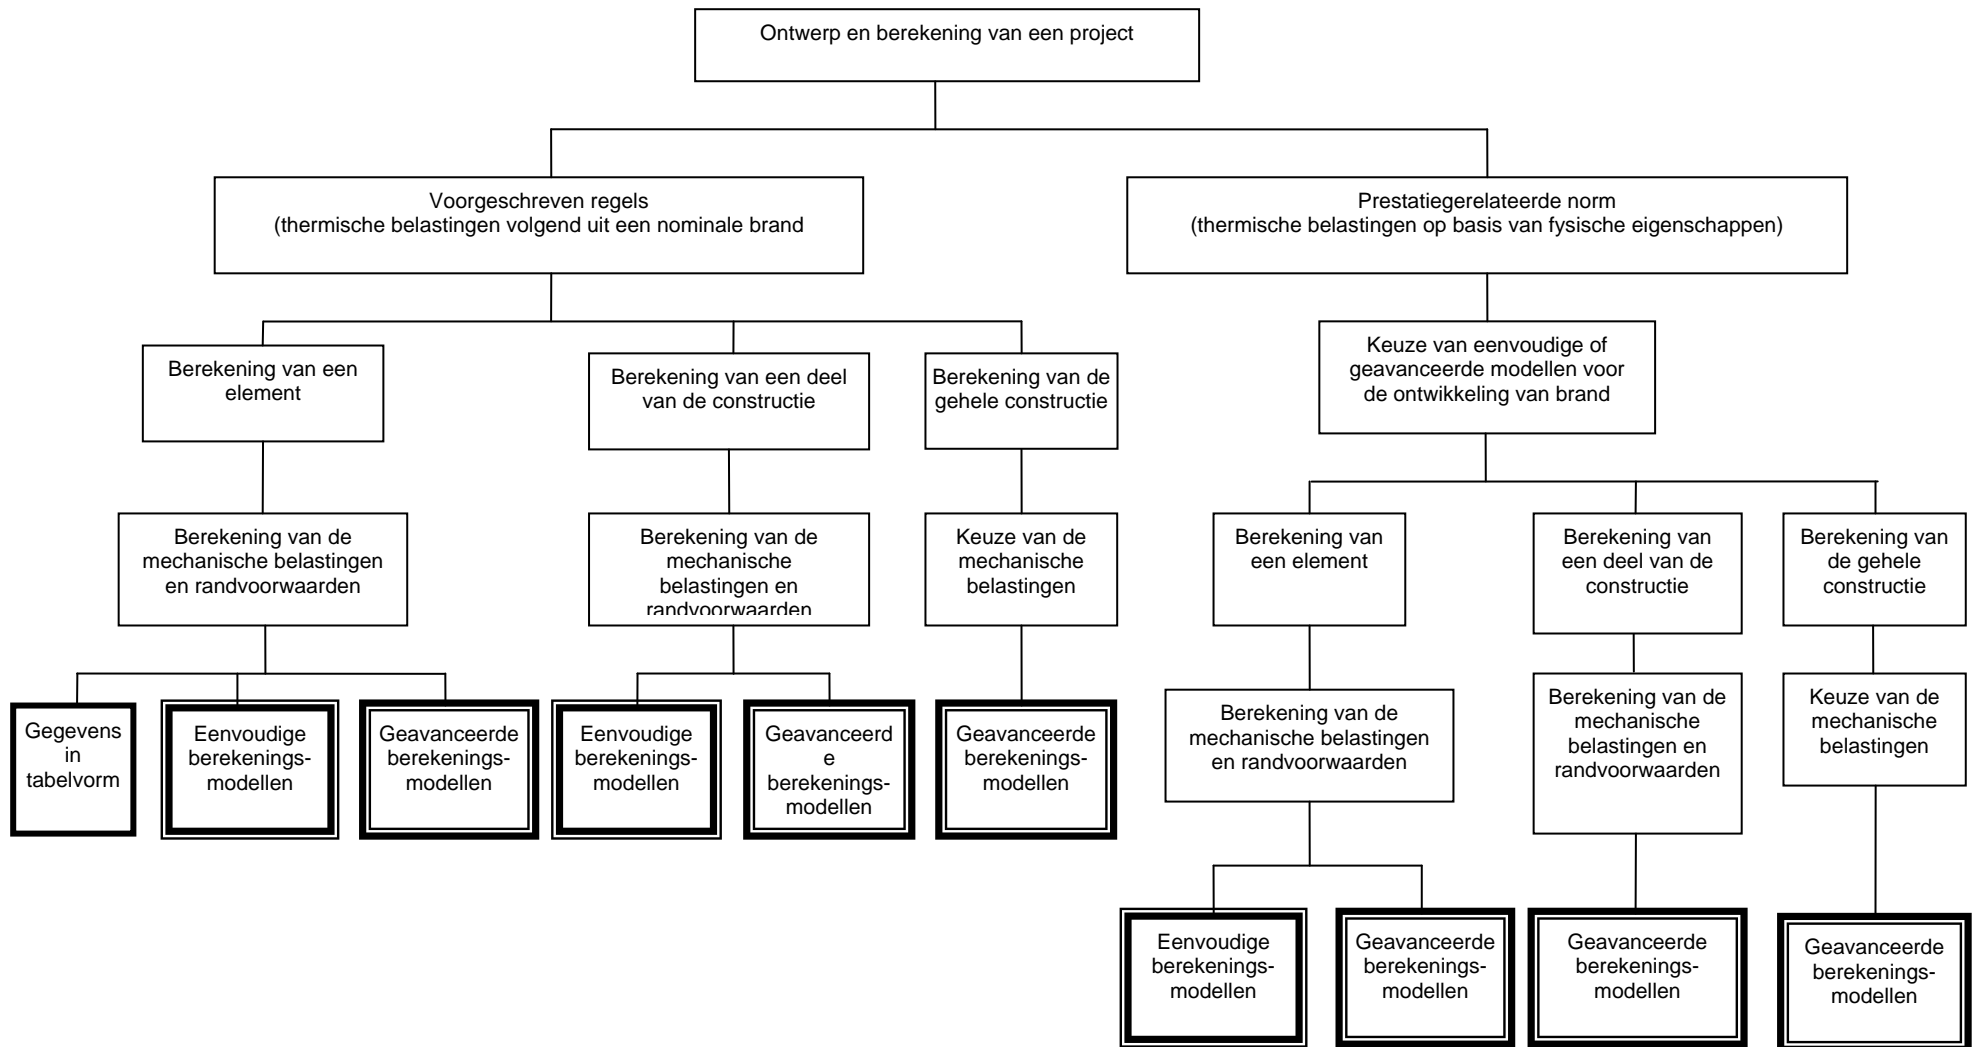 Ontwerp en berekening van een project
Voorgeschreven regels
(thermische belastingen volgend uit een nominale brand
Prestatiegerelateerde norm
(thermische belastingen op basis van fysische eigenschappen)
Berekening van een
element
Berekening van een deel
van de constructie
Berekening van de
gehele constructie
Keuze van eenvoudige of
geavanceerde modellen voor
de ontwikkeling van brand
Berekening van de
mechanische belastingen
en randvoorwaarden
Berekening van de
mechanische
belastingen en
randvoorwaarden
Keuze van de
mechanische
belastingen
Berekening van
een element
Berekening van
een deel van de
constructie
Berekening van
de gehele
constructie
Gegevens
in
tabelvorm
Eenvoudige
berekenings-
modellen
Geavanceerde
berekenings-
modellen
Eenvoudige
berekenings-
modellen
Geavanceerd
e
berekenings-
modellen
Geavanceerde
berekenings-
modellen
Berekening van de
mechanische belastingen
en randvoorwaarden
Berekening van de
mechanische
belastingen en
randvoorwaarden
Keuze van de
mechanische
belastingen
Eenvoudige
berekenings-
modellen
Geavanceerde
berekenings-
modellen
Geavanceerde
berekenings-
modellen
Geavanceerde
berekenings-
modellen